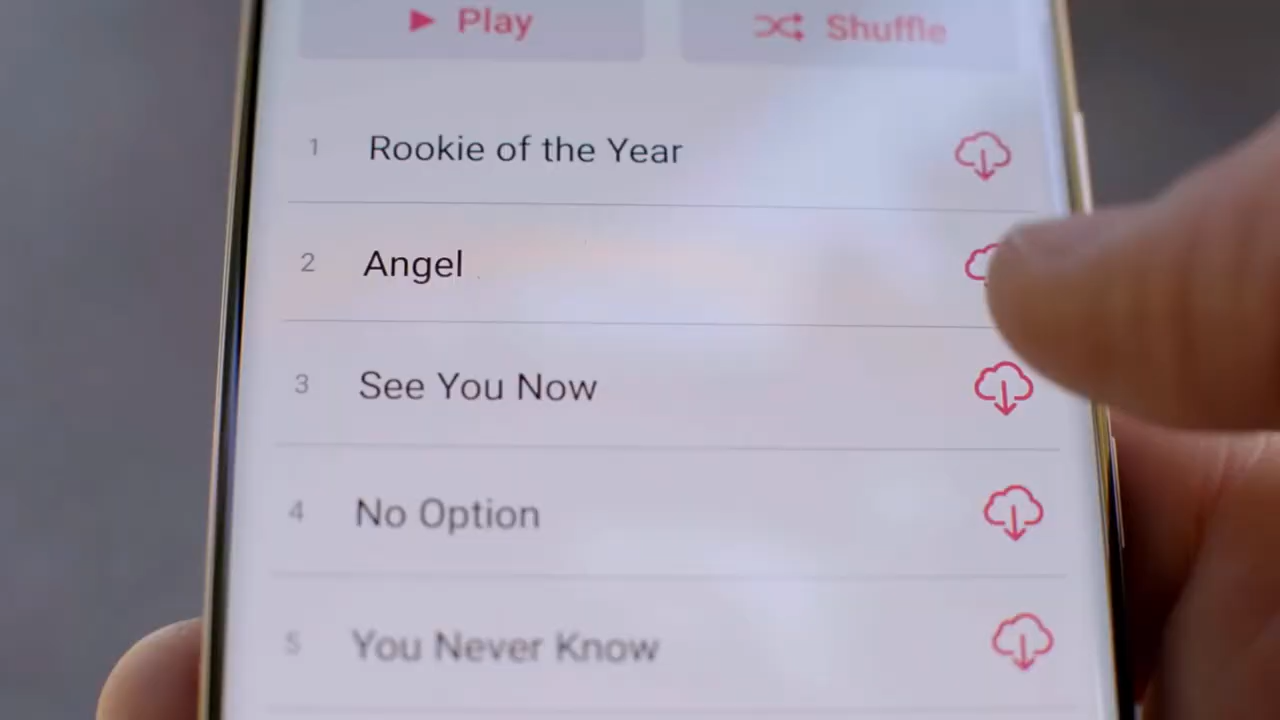 Play
Shuffle
1 Rookie of the Year
2 Angel
3 See You Now
4 No Option
5 You Never Know